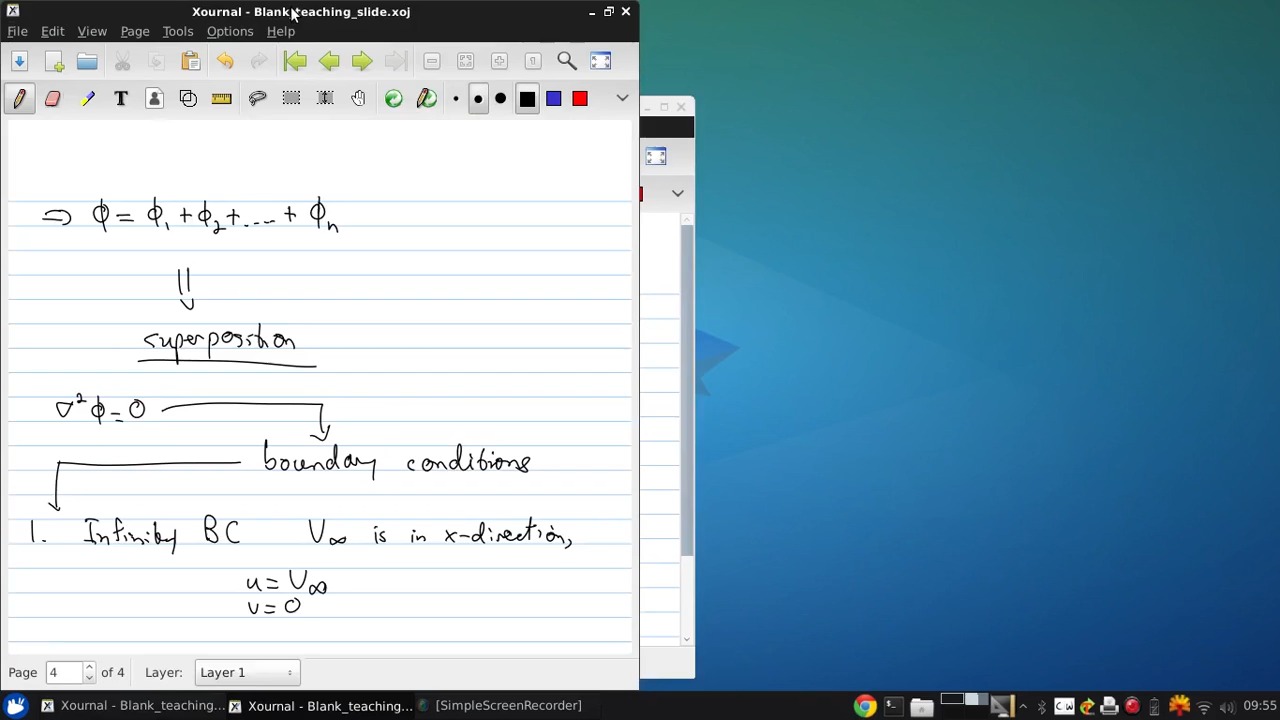 Xournal - Blank_teaching_slide.xoj
File Edit View Page Tools Options Help
⇒ ϕ = ϕ₁ + ϕ₂ + .... + ϕₙ
superposition
∇²ϕ = 0
boundary conditions
1. Infinity BC V∞ is in x-direction,
u = V∞
v = 0
Page 4 of 4 Layer: Layer 1
Xournal - Blank_teaching... Xournal - Blank_teaching... [SimpleScreenRecorder] CW 09:55